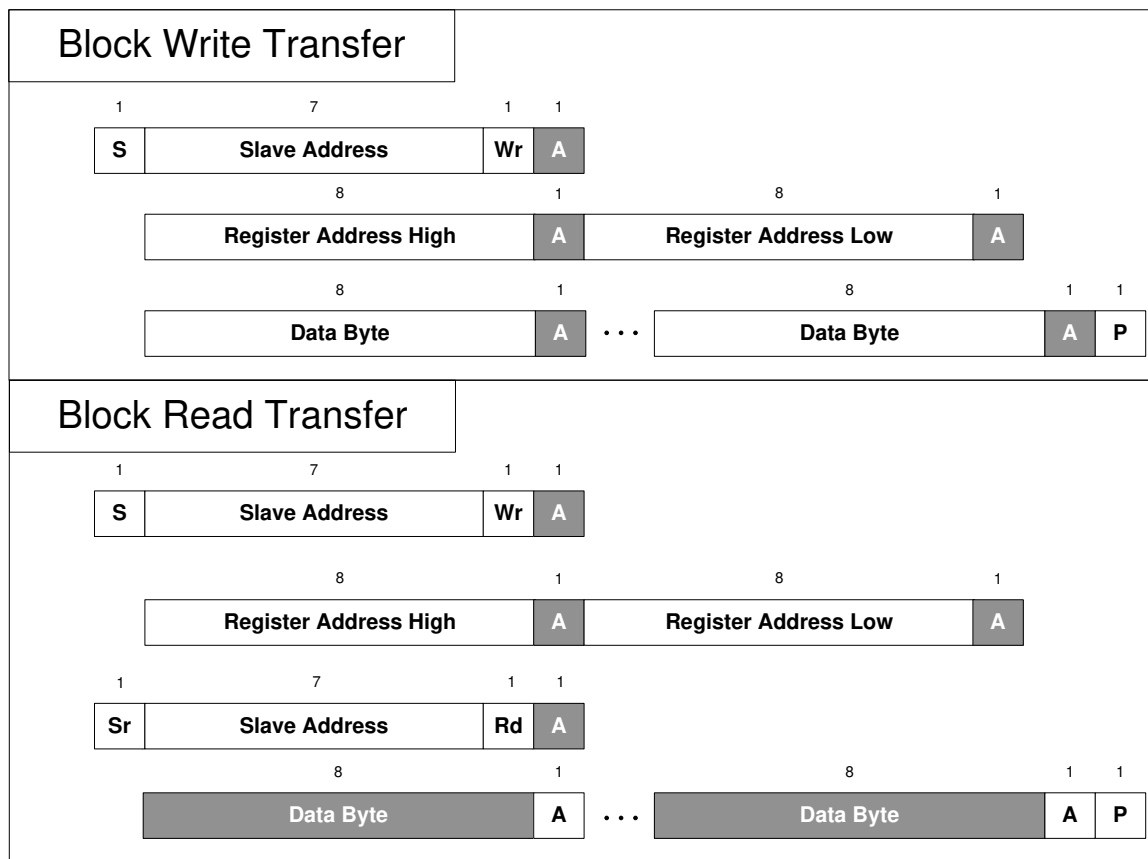 Block Write Transfer
1 7 1 1
S Slave Address Wr A
8 1 8 1
Register Address High A Register Address Low A
8 1 8 1 1
Data Byte A ... Data Byte A P
Block Read Transfer
1 7 1 1
S Slave Address Wr A
8 1 8 1
Register Address High A Register Address Low A
1 7 1 1
Sr Slave Address Rd A
8 1 8 1 1
Data Byte A ... Data Byte A P